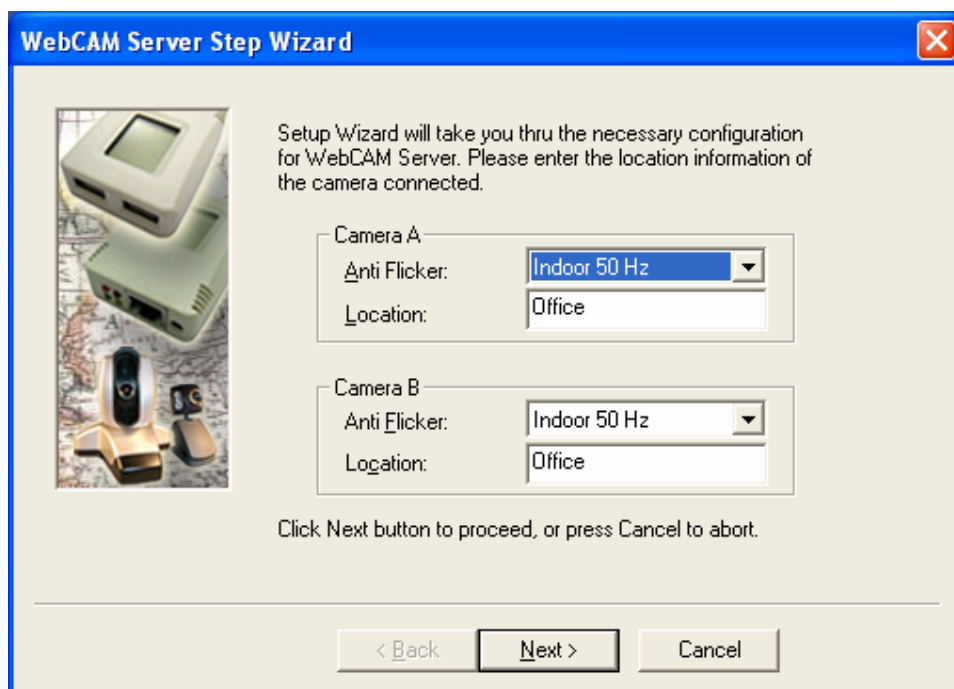 WebCAM Server Step Wizard
Setup Wizard will take you thru the necessary configuration
for WebCAM Server. Please enter the location information of
the camera connected.
Camera A
Anti Flicker: Indoor 50 Hz
Location: Office
Camera B
Anti Flicker: Indoor 50 Hz
Location: Office
Click Next button to proceed, or press Cancel to abort.
< Back Next > Cancel